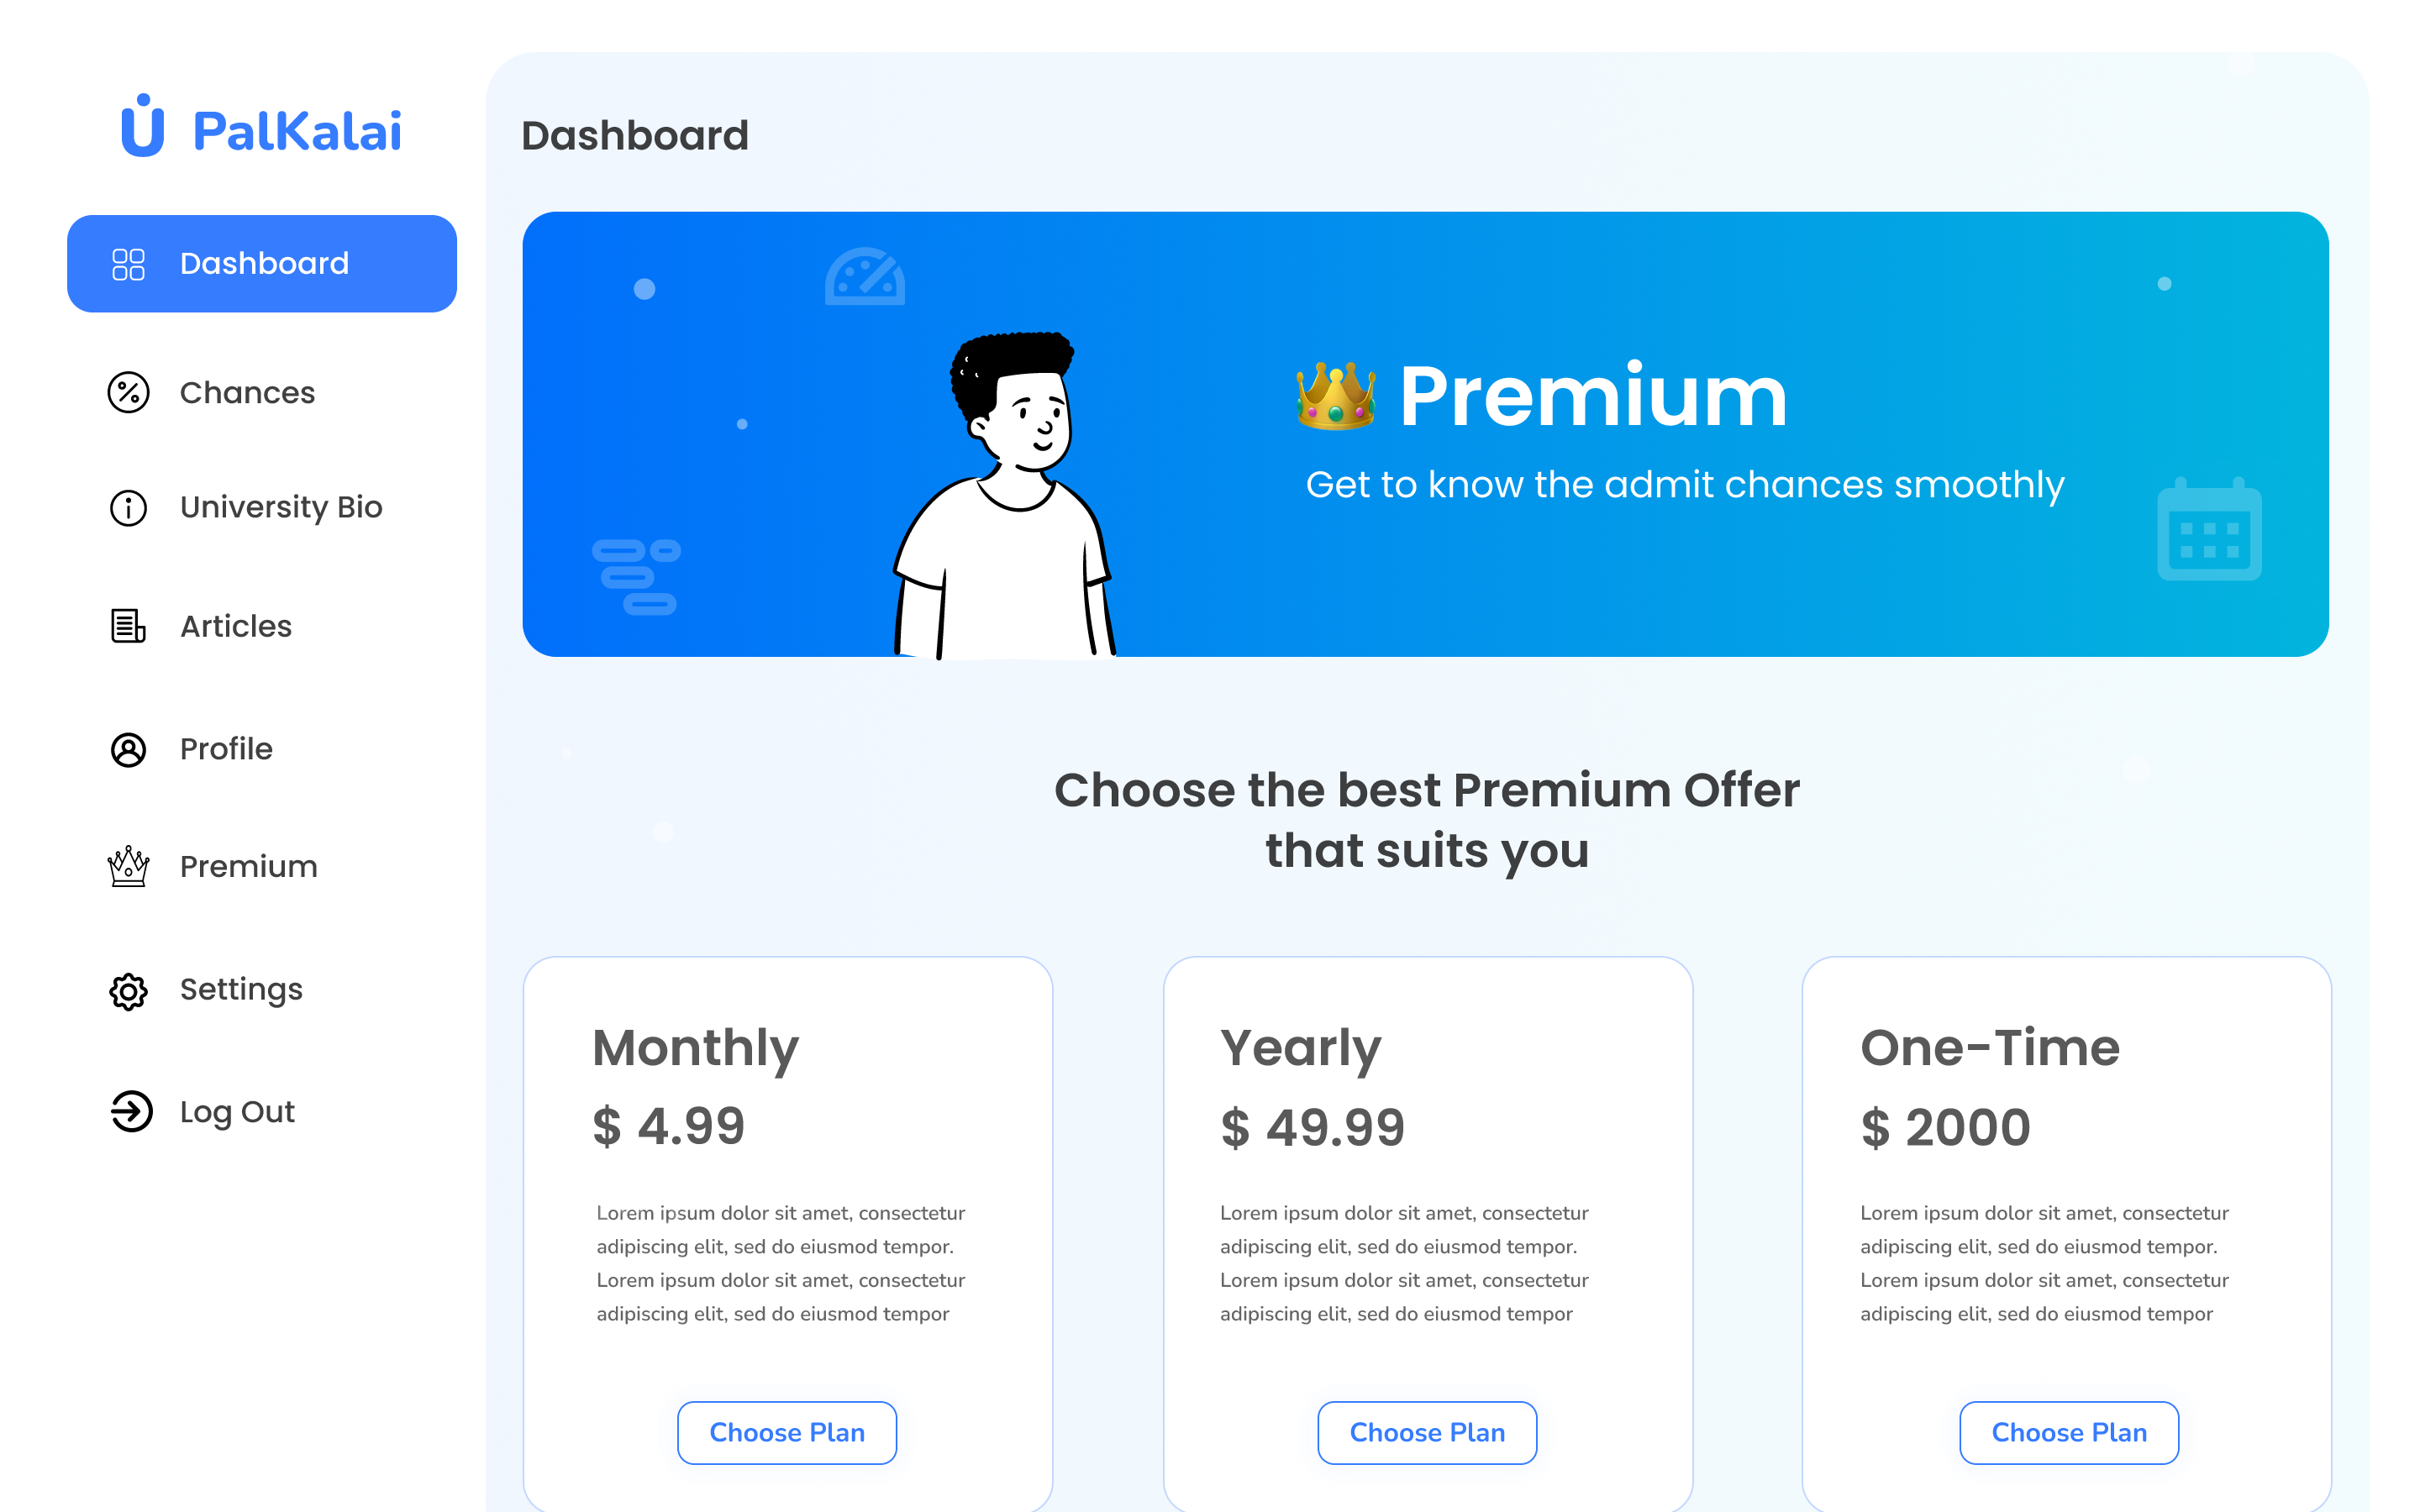 PalKalai
Dashboard
Chances
University Bio
Articles
Profile
Premium
Settings
Log Out
Dashboard
Premium
Get to know the admit chances smoothly
Choose the best Premium Offer
that suits you
Monthly
$ 4.99
Lorem ipsum dolor sit amet, consectetur
adipiscing elit, sed do eiusmod tempor.
Lorem ipsum dolor sit amet, consectetur
adipiscing elit, sed do eiusmod tempor
Choose Plan
Yearly
$ 49.99
Lorem ipsum dolor sit amet, consectetur
adipiscing elit, sed do eiusmod tempor.
Lorem ipsum dolor sit amet, consectetur
adipiscing elit, sed do eiusmod tempor
Choose Plan
One-Time
$ 2000
Lorem ipsum dolor sit amet, consectetur
adipiscing elit, sed do eiusmod tempor.
Lorem ipsum dolor sit amet, consectetur
adipiscing elit, sed do eiusmod tempor
Choose Plan